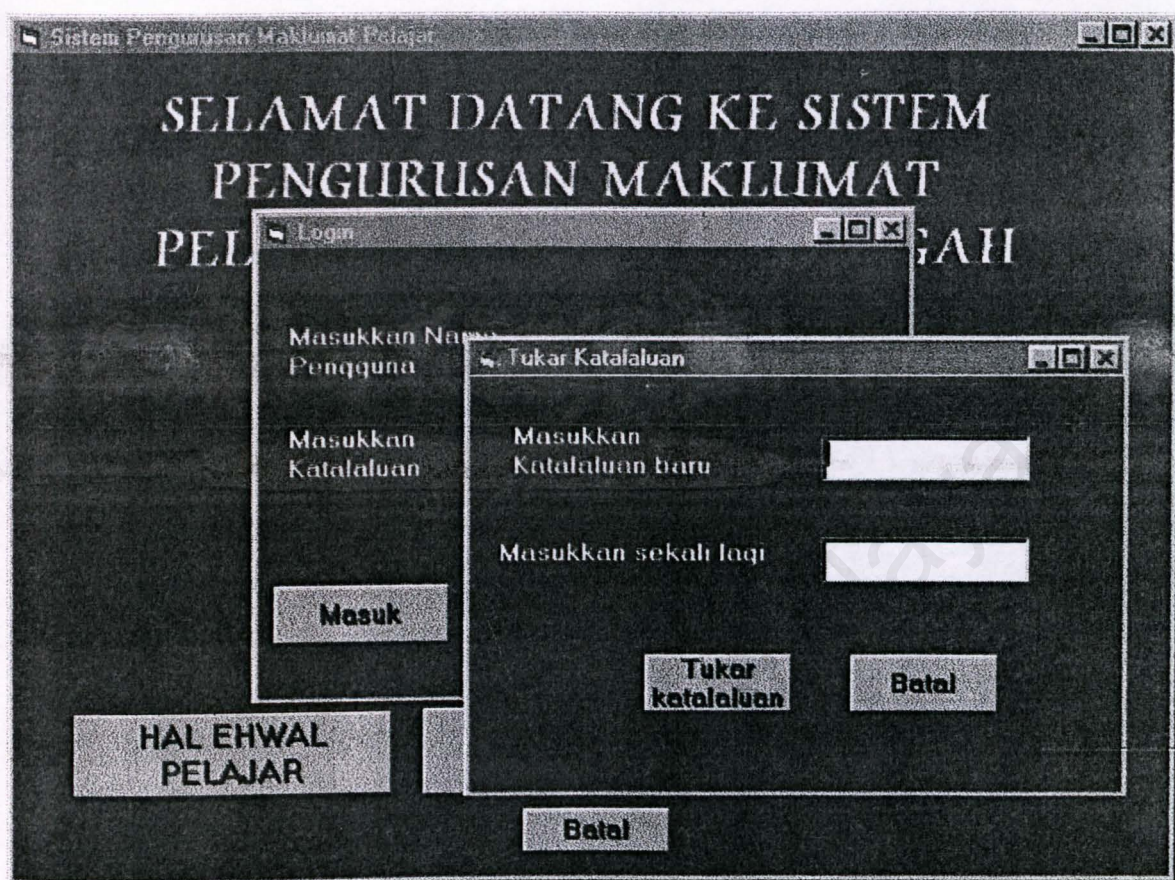 Sistem Pengurusan Maklumat Pelajar
SELAMAT DATANG KE SISTEM
PENGURUSAN MAKLUMAT
PEL
GAH
Login
Masukkan Nama
Pengguna
Masukkan
Katalaluan
Masuk
Tukar Katalaluan
Masukkan
Katalaluan baru
Masukkan sekali lagi
Tukar
katalaluan
Batal
HAL EHWAL
PELAJAR
Batal